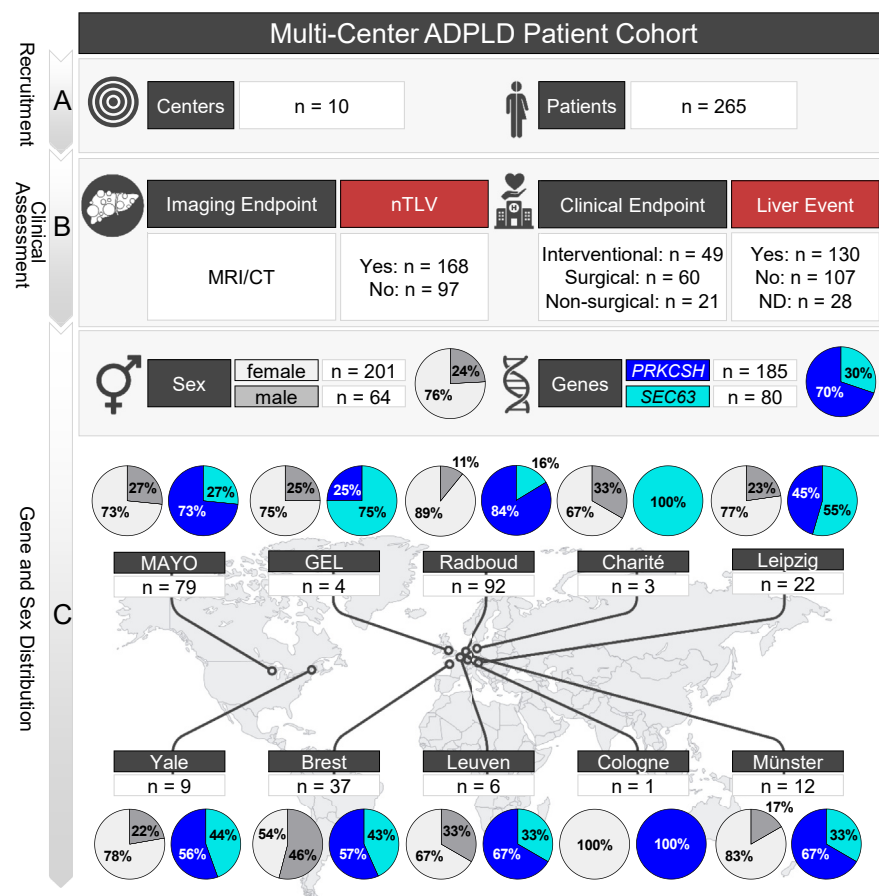 Multi-Center ADPLD Patient Cohort
Recruitment
A
Centers
n = 10
Patients
n = 265
Clinical
Assessment
B
Imaging Endpoint
nTLV
Clinical Endpoint
Liver Event
MRI/CT
Yes: n = 168
No: n = 97
Interventional: n = 49
Surgical: n = 60
Non-surgical: n = 21
Yes: n = 130
No: n = 107
ND: n = 28
H
Gene and Sex Distribution
C
Sex
female
n = 201
male
n = 64
24%
76%
Genes
PRKCSH
n = 185
SEC63
n = 80
30%
70%
27%
73%
27%
73%
25%
75%
25%
75%
11%
89%
16%
84%
33%
67%
100%
23%
77%
45%
55%
MAYO
n = 79
GEL
n = 4
Radboud
n = 92
Charité
n = 3
Leipzig
n = 22
Yale
n = 9
Brest
n = 37
Leuven
n = 6
Cologne
n = 1
Münster
n = 12
22%
78%
44%
56%
54%
46%
43%
57%
33%
67%
33%
67%
100%
100%
17%
83%
33%
67%